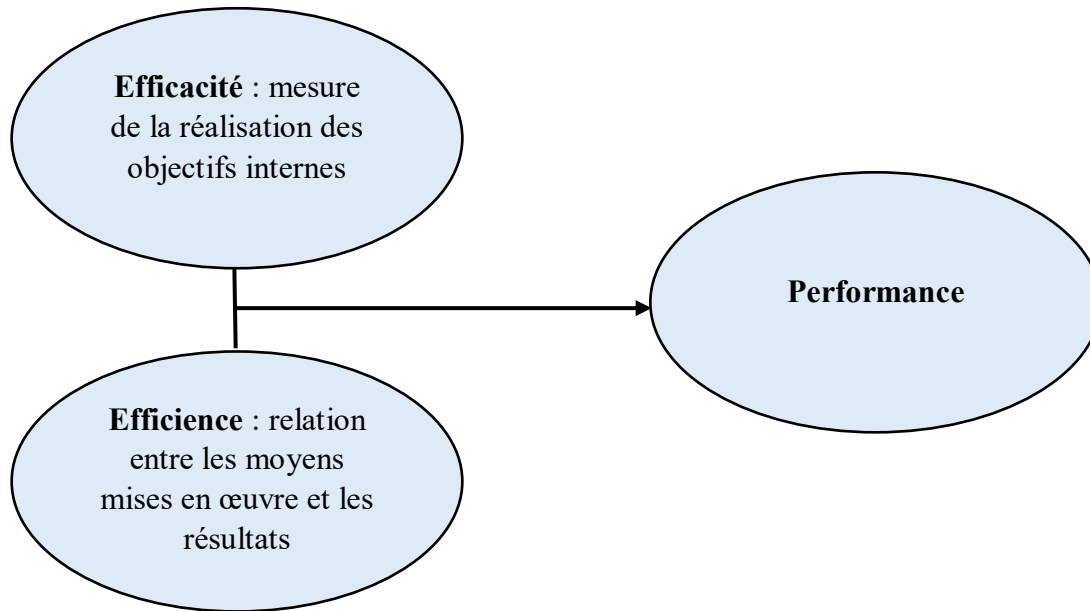 Efficacité : mesure
de la réalisation des
objectifs internes
Performance
Efficience : relation
entre les moyens
mises en œuvre et les
résultats